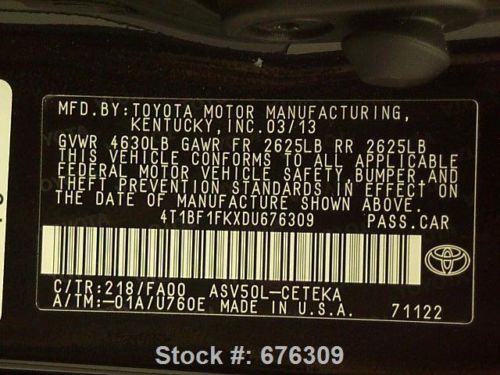 MFD.BY:TOYOTA MOTOR MANUFACTURING,
KENTUCKY,INC.03/13
GVWR 4630LB GAWR FR 2625LB RR 2625LB
THIS VEHICLE CONFORMS TO ALL APPLICABLE
FEDERAL MOTOR VEHICLE SAFETY,BUMPER,AND
THEFT PREVENTION STANDARDS IN EFFECT ON
THE DATE OF MANUFACTURE SHOWN ABOVE.
4T1BF1FKXDU676309 PASS.CAR
C/TR:218/FA00 ASV50L-CETEKA
A/TM:-01A/U760E MADE IN U.S.A. 71122
Stock #: 676309